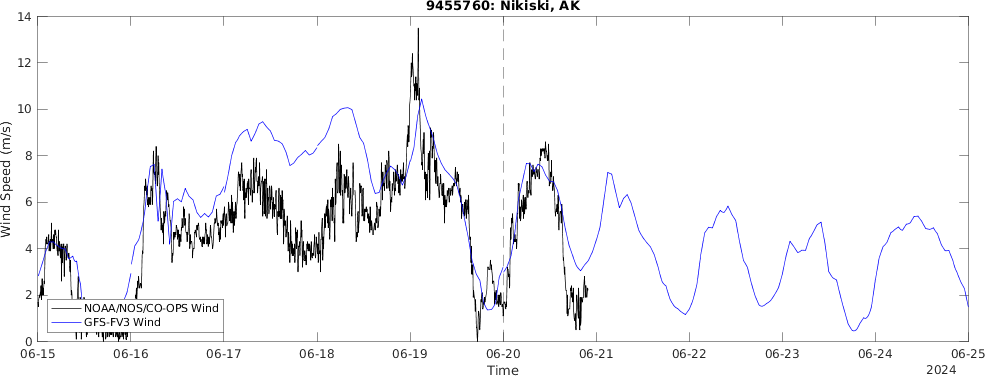 9455760: Nikiski, AK
Wind Speed (m/s)
14
12
10
8
6
4
2
0
NOAA/NOS/CO-OPS Wind
GFS-FV3 Wind
06-15 06-16 06-17 06-18 06-19 06-20 06-21 06-22 06-23 06-24 06-25
Time
2024